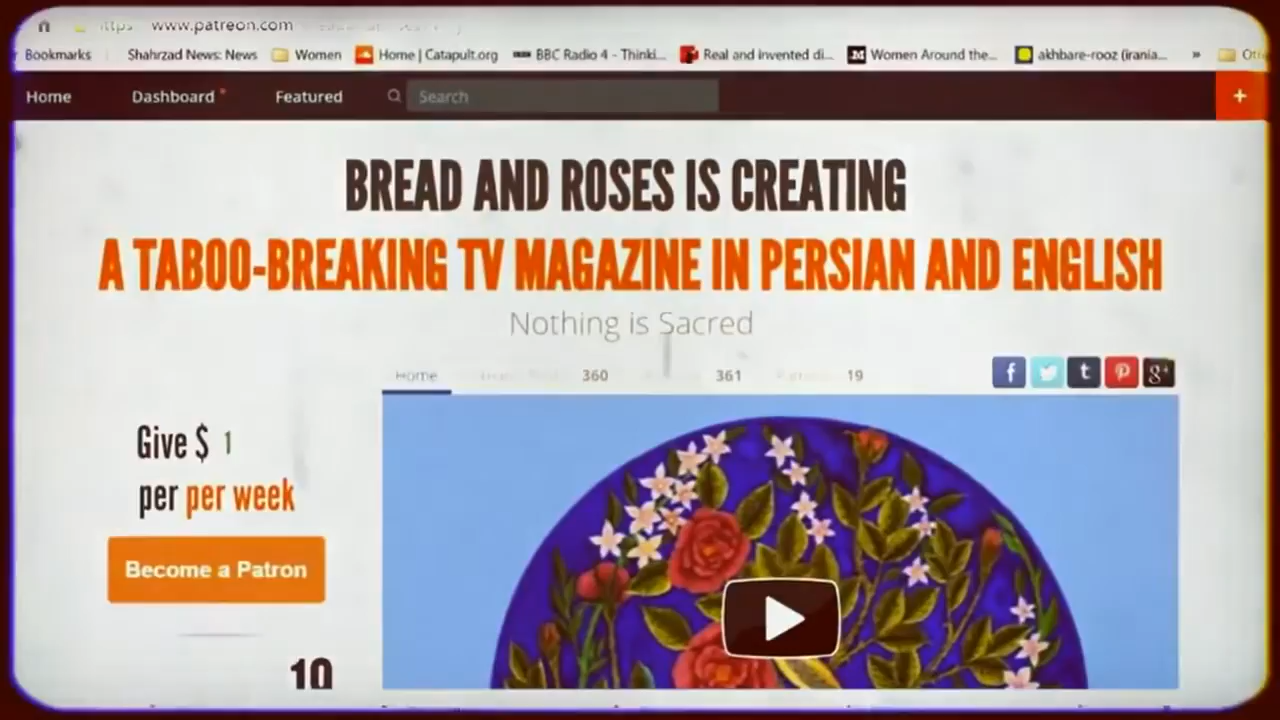 www.patreon.com
Bookmarks Shahrzad News: News Women Home | Catapult.org BBC Radio 4 - Thinki... Real and invented di... Women Around the... akhbare-rooz (irania... »
Home Dashboard Featured Search +
BREAD AND ROSES IS CREATING
A TABOO-BREAKING TV MAGAZINE IN PERSIAN AND ENGLISH
Nothing is Sacred
Home 360 361 19
Give $ 1
per per week
Become a Patron
10